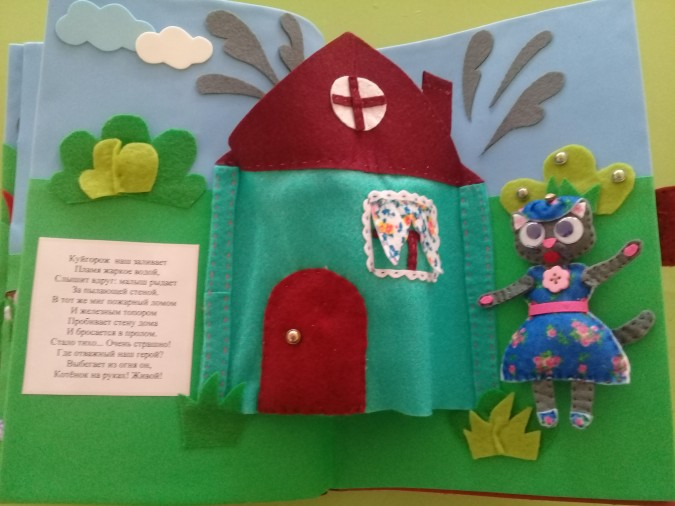 Куйгорож наш заливает
Пламя жаркое водой,
Слышит вдруг: малыш рыдает
За пылающей стеной.
В тот же миг пожарный ломом
И железным топором
Пробивает стену дома
И бросается в пролом.
Стало тихо... Очень страшно!
Где отважный наш герой?
Выбегает из огня он,
Котёнок на руках! Живой!